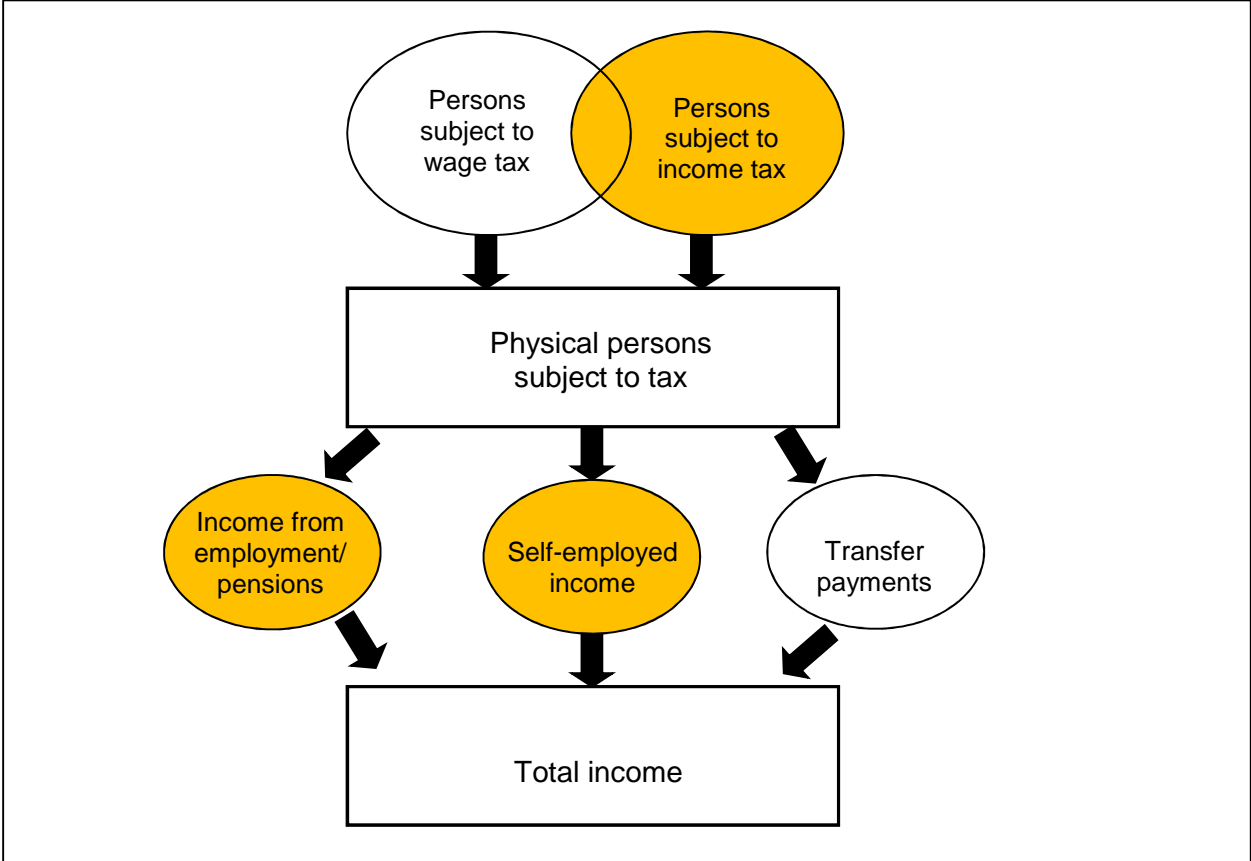 Persons
subject to
wage tax
Persons
subject to
income tax
Physical persons
subject to tax
Income from
employment/
pensions
Self-employed
income
Transfer
payments
Total income